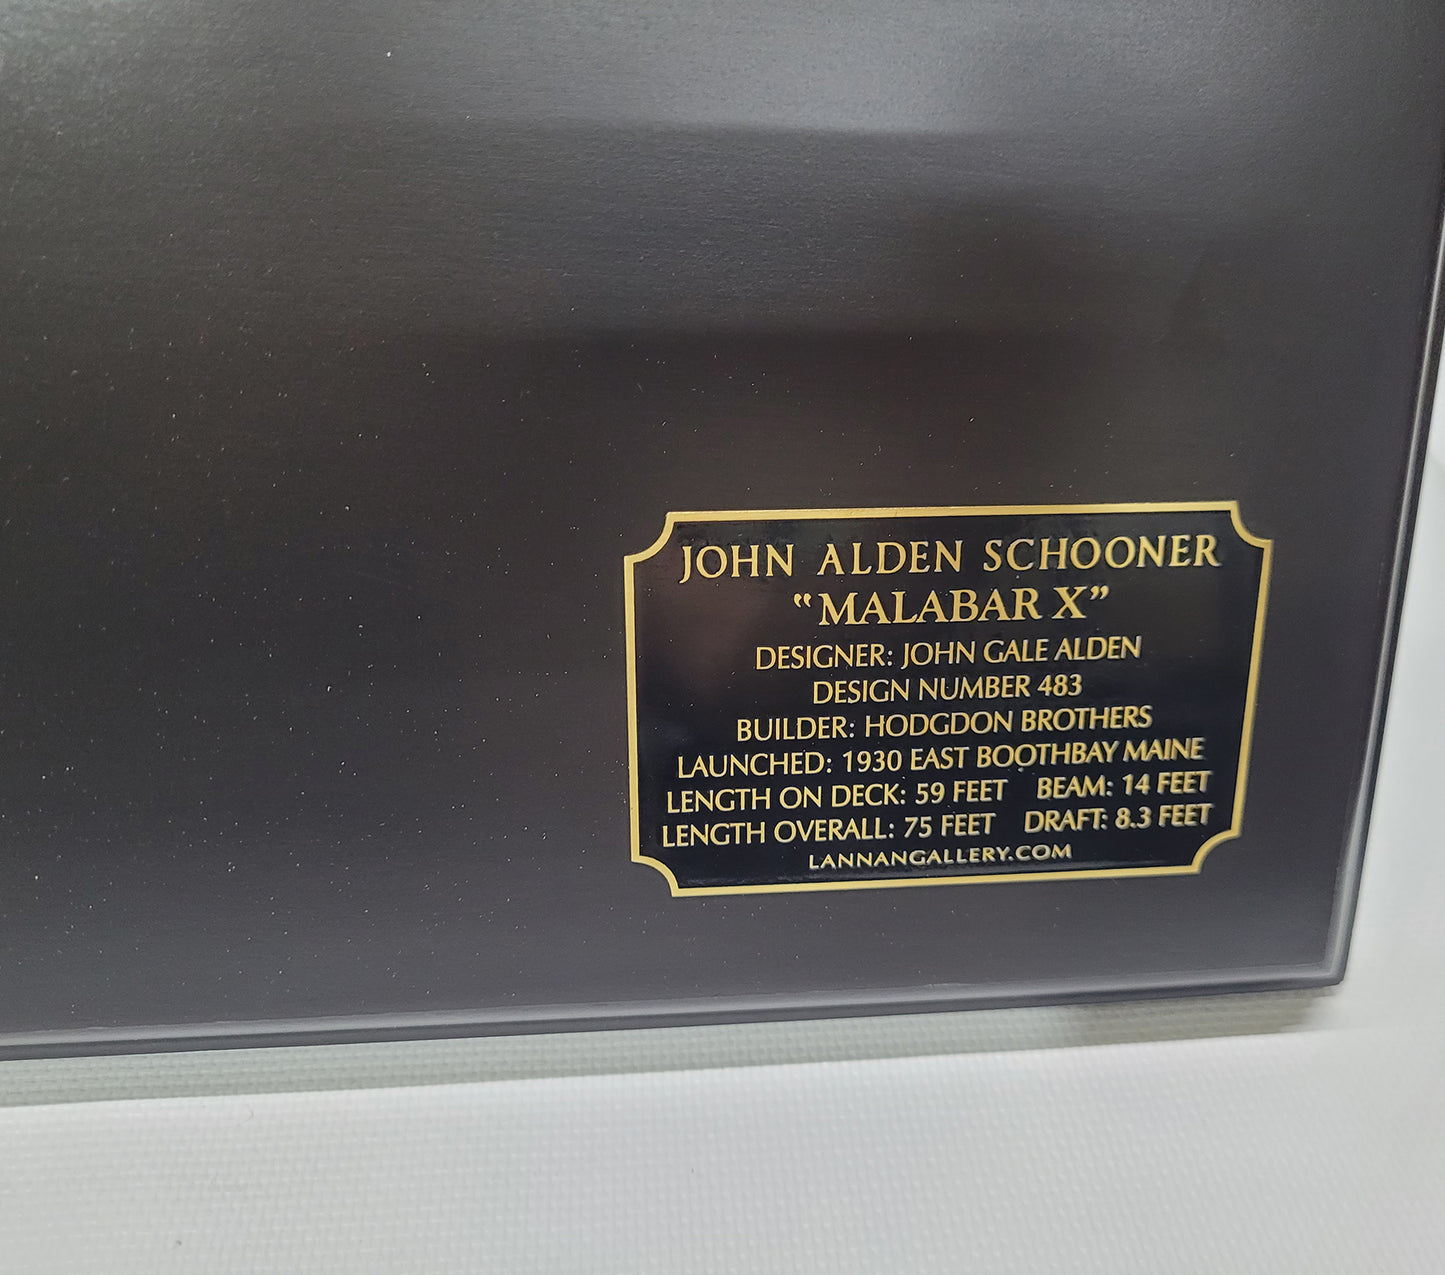 JOHN ALDEN SCHOONER
“MALABAR X”
DESIGNER: JOHN GALE ALDEN
DESIGN NUMBER 483
BUILDER: HODGDON BROTHERS
LAUNCHED: 1930 EAST BOOTHBAY MAINE
LENGTH ON DECK: 59 FEET BEAM: 14 FEET
LENGTH OVERALL: 75 FEET DRAFT: 8.3 FEET
LANNANGALLERY.COM